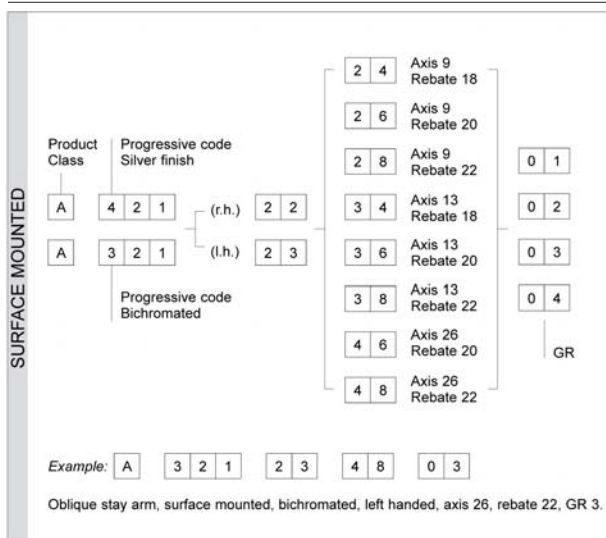 SURFACE MOUNTED
Product
Class
Progressive code
Silver finish
A 4 2 1
A 3 2 1
Progressive code
Bichromated
(r.h.) 2 2
(l.h.) 2 3
2 4 Axis 9
Rebate 18
2 6 Axis 9
Rebate 20
2 8 Axis 9
Rebate 22
3 4 Axis 13
Rebate 18
3 6 Axis 13
Rebate 20
3 8 Axis 13
Rebate 22
4 6 Axis 26
Rebate 20
4 8 Axis 26
Rebate 22
0 1
0 2
0 3
0 4
GR
Example: A 3 2 1 2 3 4 8 0 3
Oblique stay arm, surface mounted, bichromated, left handed, axis 26, rebate 22, GR 3.